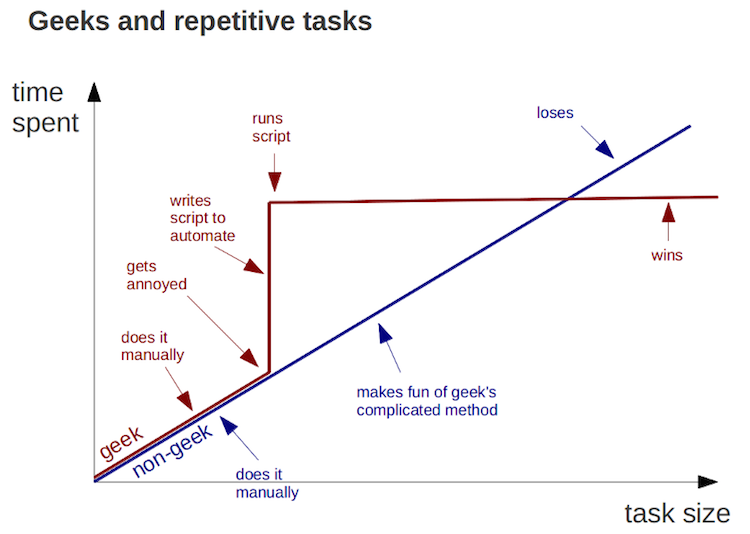 Geeks and repetitive tasks
time
spent
runs
script
loses
writes
script to
automate
gets
annoyed
wins
does it
manually
makes fun of geek's
complicated method
geek
non-geek
does it
manually
task size